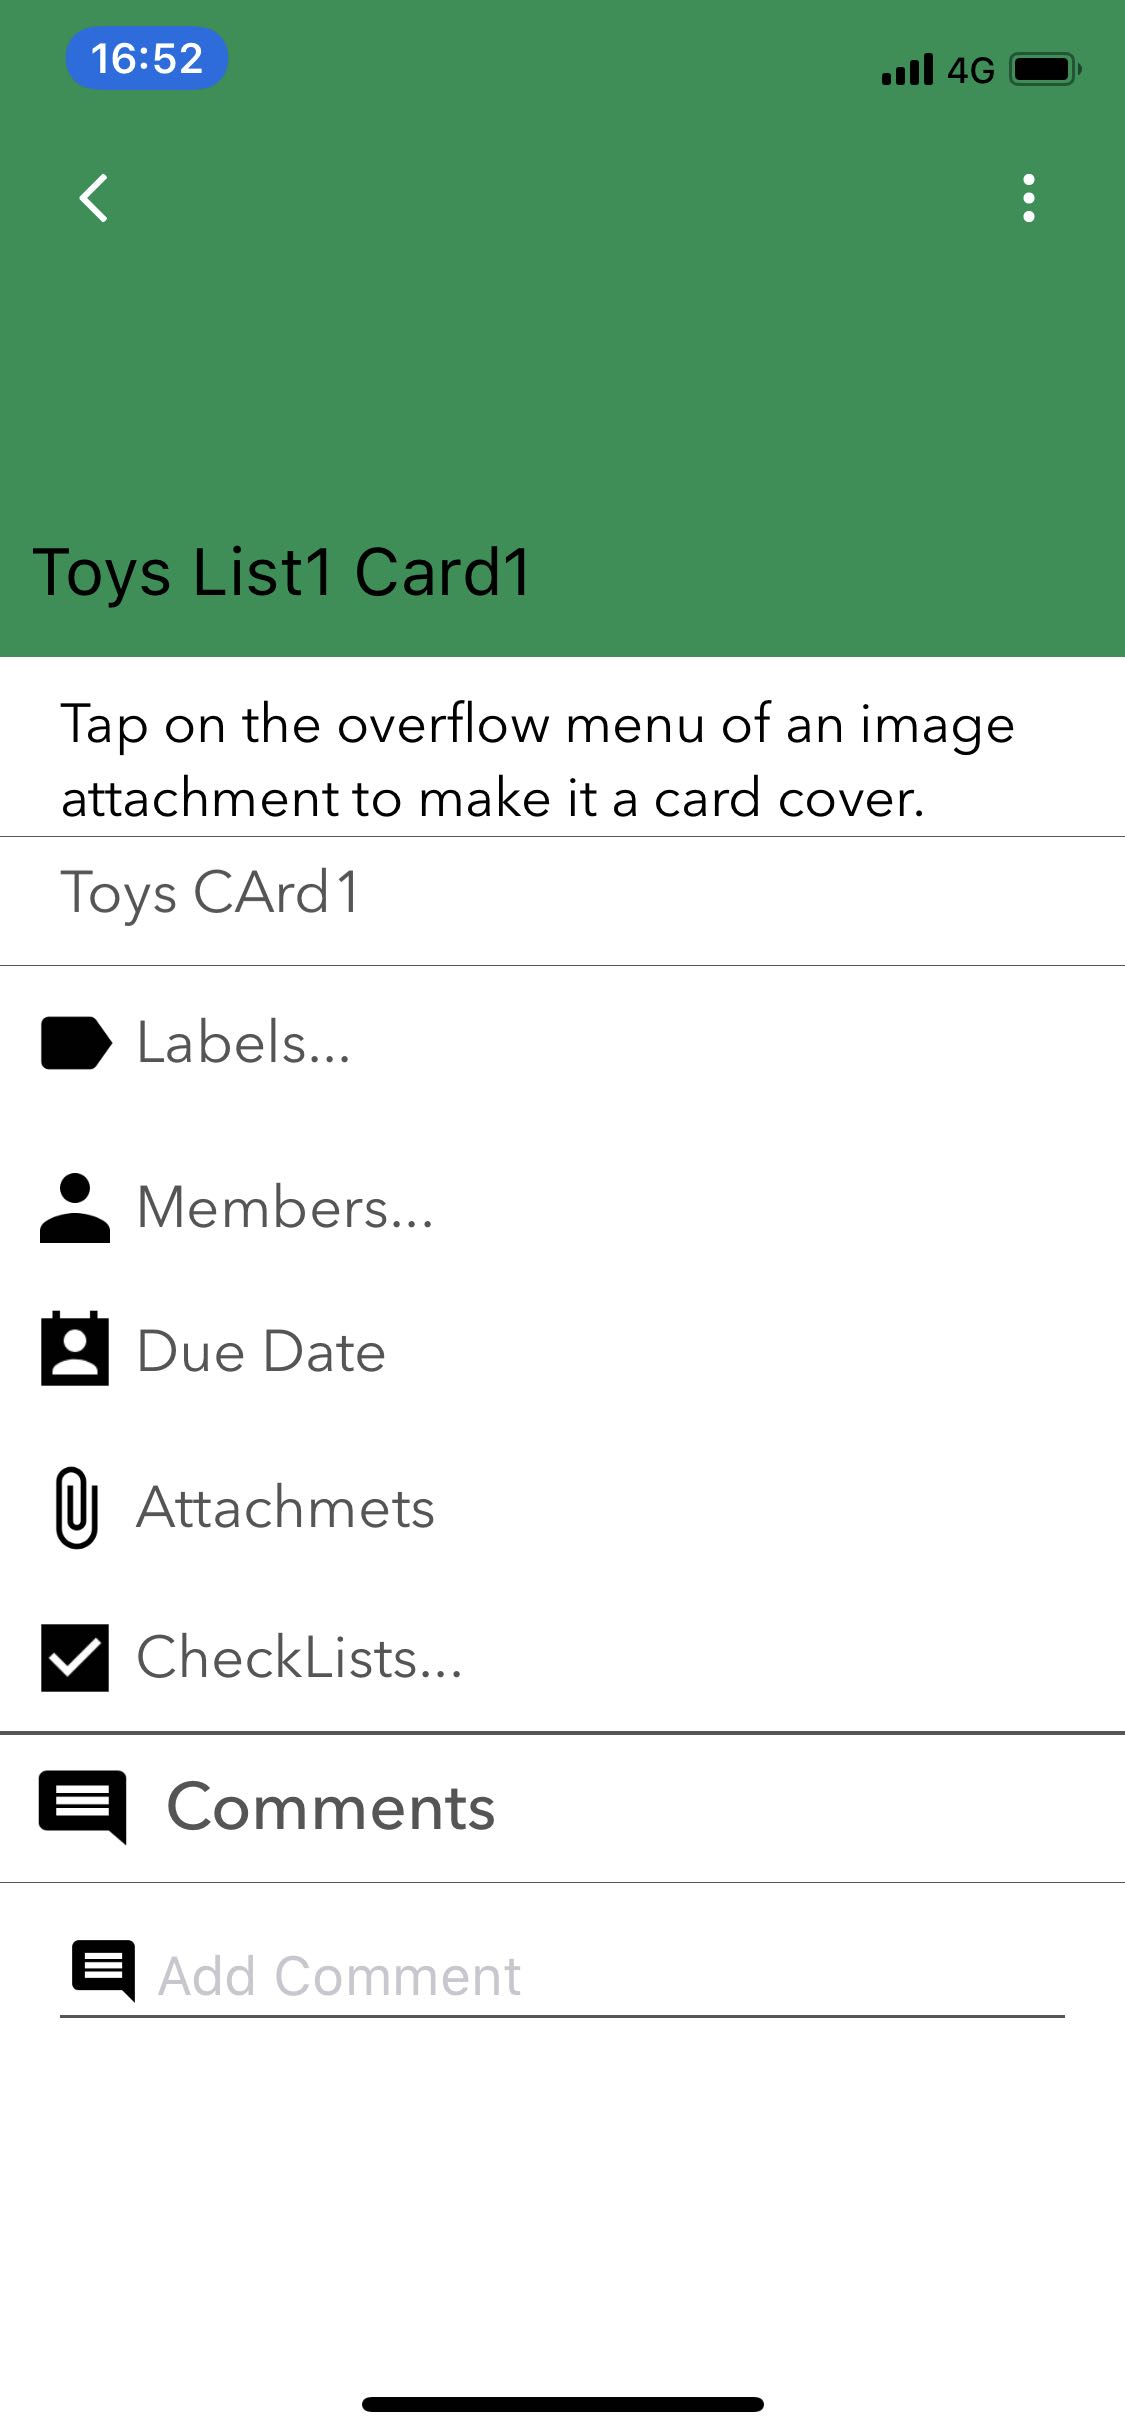 16:52
4G
Toys List1 Card1
Tap on the overflow menu of an image
attachment to make it a card cover.
Toys CArd1
Labels...
Members...
Due Date
Attachmets
CheckLists...
Comments
Add Comment